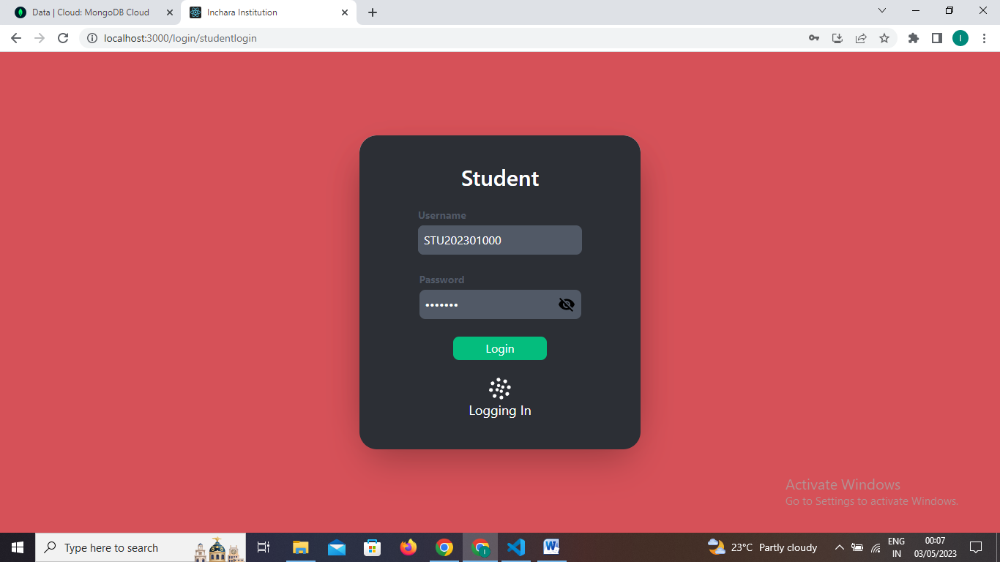 Data | Cloud: MongoDB Cloud
Inchara Institution
localhost:3000/login/studentlogin
I
Student
Username
STU202301000
Password
•••••••
Login
Logging In
Activate Windows
Go to Settings to activate Windows.
Type here to search
23°C Partly cloudy
ENG
IN
00:07
03/05/2023